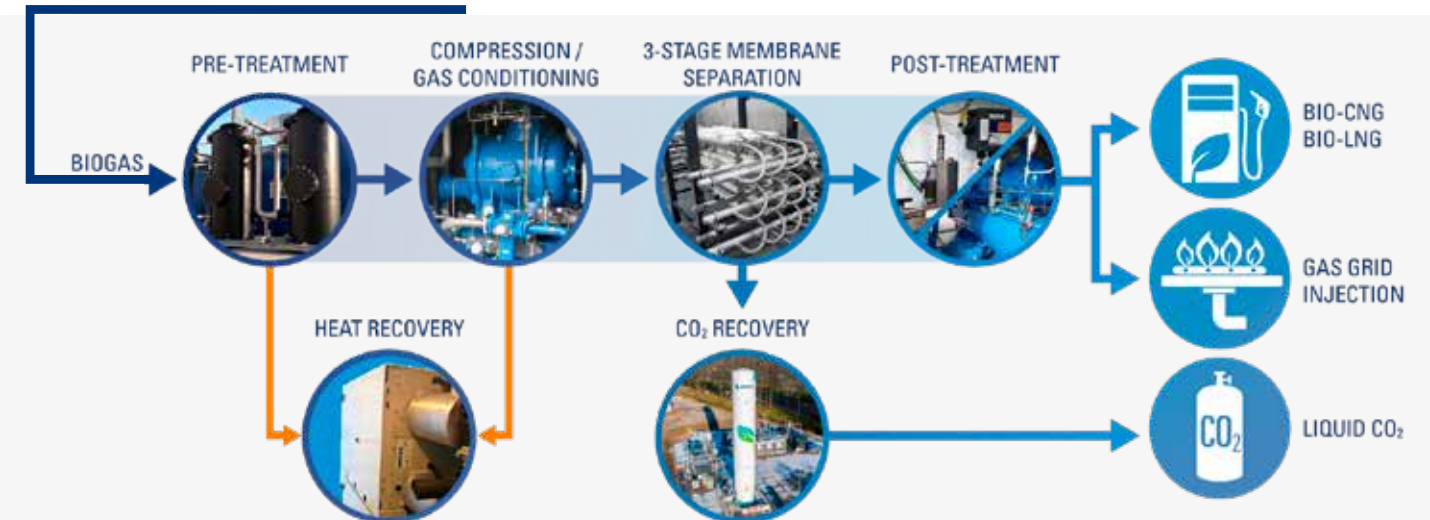 PRE-TREATMENT
COMPRESSION /
GAS CONDITIONING
3-STAGE MEMBRANE
SEPARATION
POST-TREATMENT
BIOGAS
BIO-CNG
BIO-LNG
GAS GRID
INJECTION
HEAT RECOVERY
CO₂ RECOVERY
CO₂
LIQUID CO₂